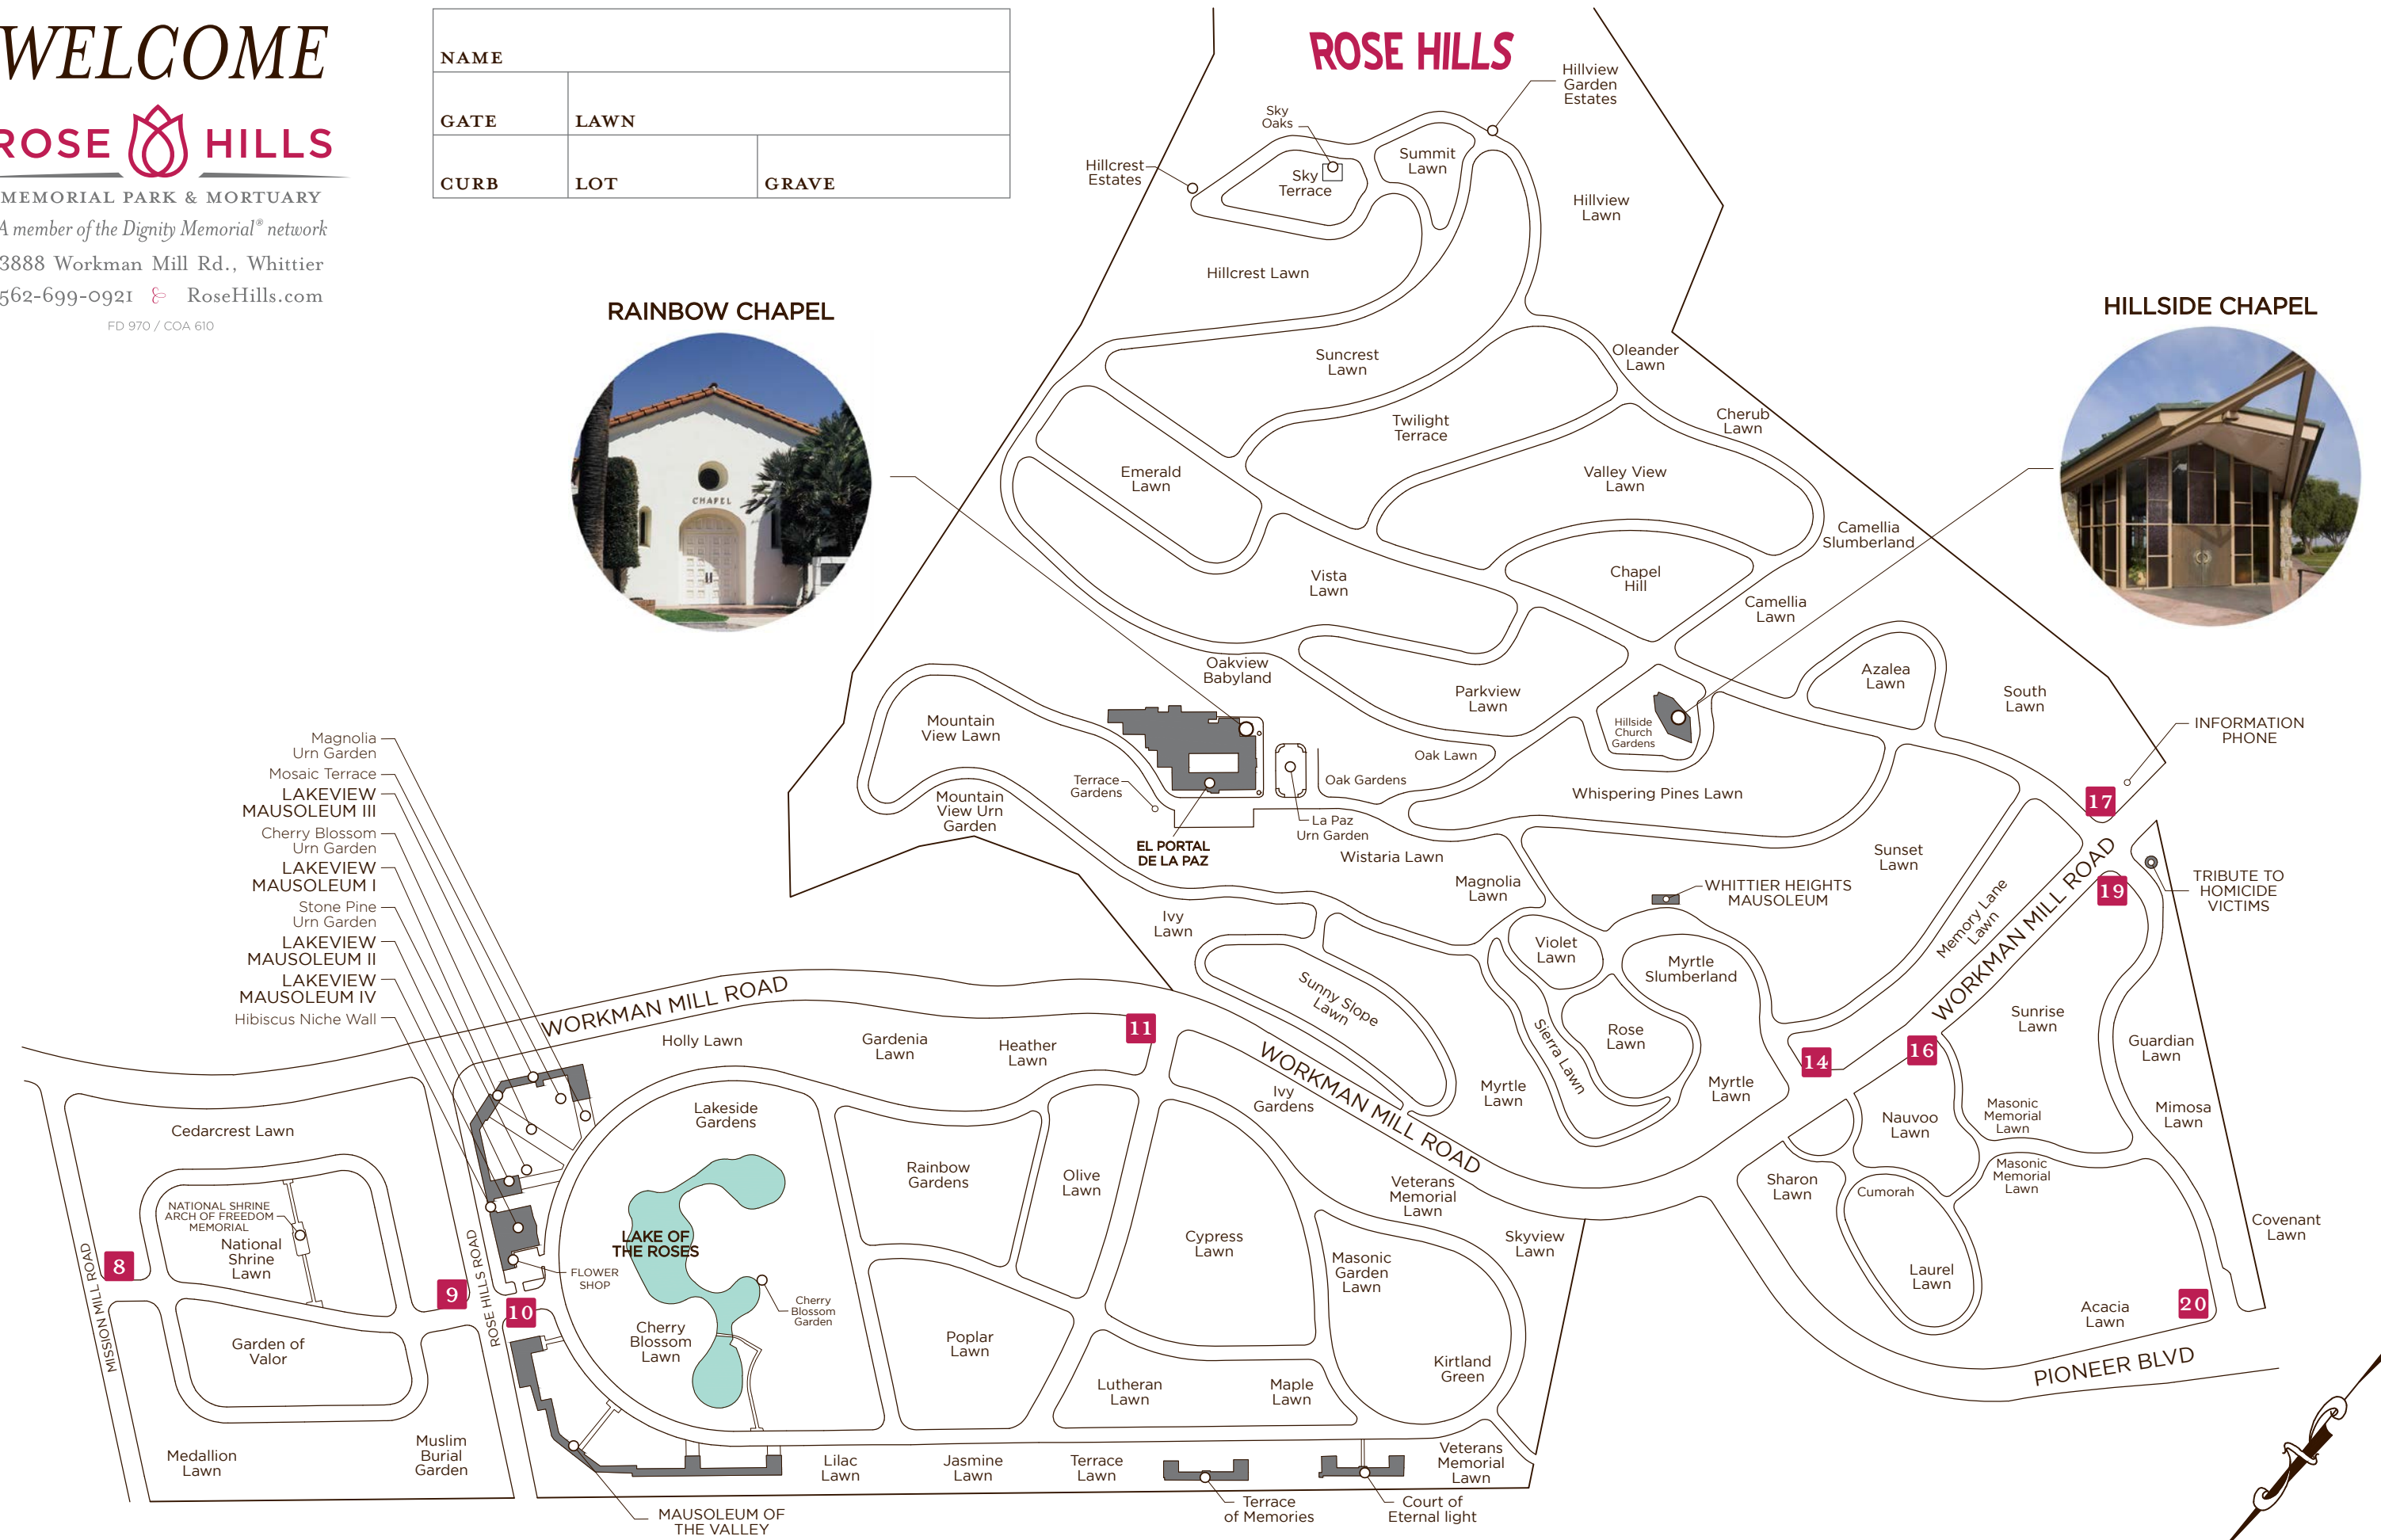 WELCOME
ROSE HILLS
MEMORIAL PARK & MORTUARY
A member of the Dignity Memorial® network
3888 Workman Mill Rd., Whittier
562-699-0921 RoseHills.com
FD 970 / COA 610
NAME
GATE LAWN
CURB LOT GRAVE
ROSE HILLS
Hillview
Garden
Estates
Sky
Oaks
Hillcrest
Estates
Sky
Terrace
Summit
Lawn
Hillview
Lawn
Hillcrest Lawn
RAINBOW CHAPEL
CHAPEL
HILLSIDE CHAPEL
Suncrest
Lawn
Oleander
Lawn
Twilight
Terrace
Cherub
Lawn
Emerald
Lawn
Valley View
Lawn
Camellia
Slumberland
Vista
Lawn
Chapel
Hill
Camellia
Lawn
Oakview
Babyland
Parkview
Lawn
Azalea
Lawn
South
Lawn
Mountain
View Lawn
Hillside
Church
Gardens
INFORMATION
PHONE
Oak Lawn
Oak Gardens
Terrace
Gardens
Mountain
View Urn
Garden
Whispering Pines Lawn
17
La Paz
Urn Garden
EL PORTAL
DE LA PAZ
Wistaria Lawn
Sunset
Lawn
Magnolia
Lawn
WHITTIER HEIGHTS
MAUSOLEUM
WORKMAN MILL ROAD
Memory Lane
Lawn
19
TRIBUTE TO
HOMICIDE
VICTIMS
Magnolia
Urn Garden
Mosaic Terrace
LAKEVIEW
MAUSOLEUM III
Cherry Blossom
Urn Garden
LAKEVIEW
MAUSOLEUM I
Stone Pine
Urn Garden
LAKEVIEW
MAUSOLEUM II
LAKEVIEW
MAUSOLEUM IV
Hibiscus Niche Wall
Ivy
Lawn
Violet
Lawn
Myrtle
Slumberland
Sunny Slope
Lawn
Sierra Lawn
Rose
Lawn
Sunrise
Lawn
Guardian
Lawn
WORKMAN MILL ROAD
Holly Lawn
Gardenia
Lawn
Heather
Lawn
11
WORKMAN MILL ROAD
Ivy
Gardens
Myrtle
Lawn
Myrtle
Lawn
14
16
Nauvoo
Lawn
Masonic
Memorial
Lawn
Mimosa
Lawn
Cedarcrest Lawn
Lakeside
Gardens
Rainbow
Gardens
Olive
Lawn
Veterans
Memorial
Lawn
Sharon
Lawn
Cumorah
Masonic
Memorial
Lawn
NATIONAL SHRINE
ARCH OF FREEDOM
MEMORIAL
National
Shrine
Lawn
8
9
10
MISSION MILL ROAD
ROSE HILLS ROAD
FLOWER
SHOP
LAKE OF
THE ROSES
Cypress
Lawn
Masonic
Garden
Lawn
Skyview
Lawn
Covenant
Lawn
Laurel
Lawn
Acacia
Lawn
20
Garden of
Valor
Cherry
Blossom
Lawn
Cherry
Blossom
Garden
Poplar
Lawn
Kirtland
Green
PIONEER BLVD
Lutheran
Lawn
Maple
Lawn
Medallion
Lawn
Muslim
Burial
Garden
Lilac
Lawn
Jasmine
Lawn
Terrace
Lawn
Veterans
Memorial
Lawn
MAUSOLEUM OF
THE VALLEY
Terrace
of Memories
Court of
Eternal light